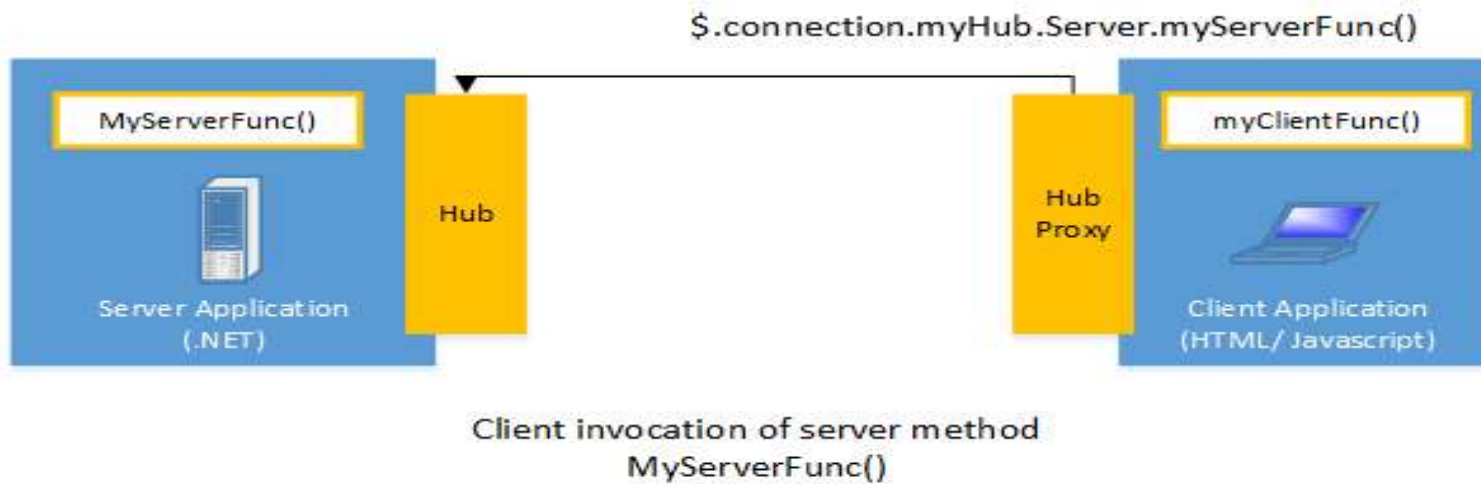 $.connection.myHub.Server.myServerFunc()
MyServerFunc()
Hub
Server Application
(.NET)
Hub
Proxy
myClientFunc()
Client Application
(HTML/ Javascript)
Client invocation of server method
MyServerFunc()